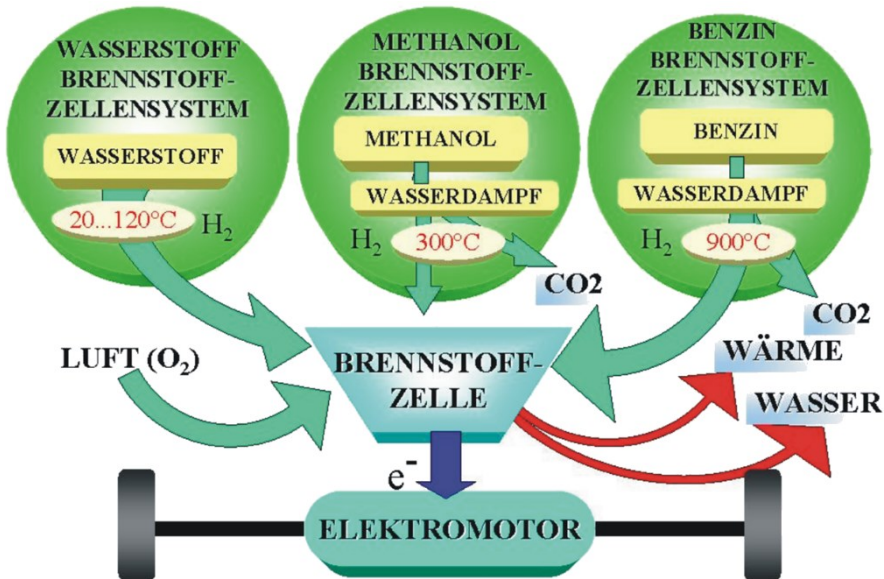 WASSERSTOFF
BRENNSTOFF-
ZELLENSYSTEM
WASSERSTOFF
20...120°C
H₂
METHANOL
BRENNSTOFF-
ZELLENSYSTEM
METHANOL
WASSERDAMPF
H₂
300°C
CO2
BENZIN
BRENNSTOFF-
ZELLENSYSTEM
BENZIN
WASSERDAMPF
H₂
900°C
CO2
LUFT (O₂)
BRENNSTOFF-
ZELLE
WÄRME
WASSER
e⁻
ELEKTROMOTOR